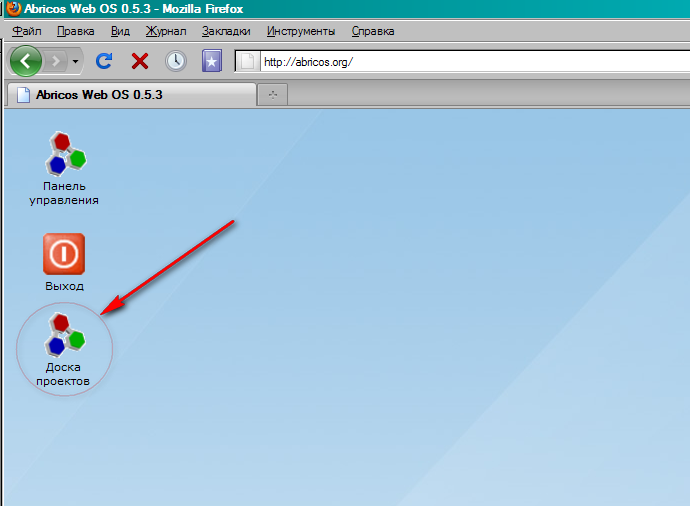 Abricos Web OS 0.5.3 - Mozilla Firefox
Файл Правка Вид Журнал Закладки Инструменты Справка
http://abricos.org/
Abricos Web OS 0.5.3
Панель
управления
Выход
Доска
проектов